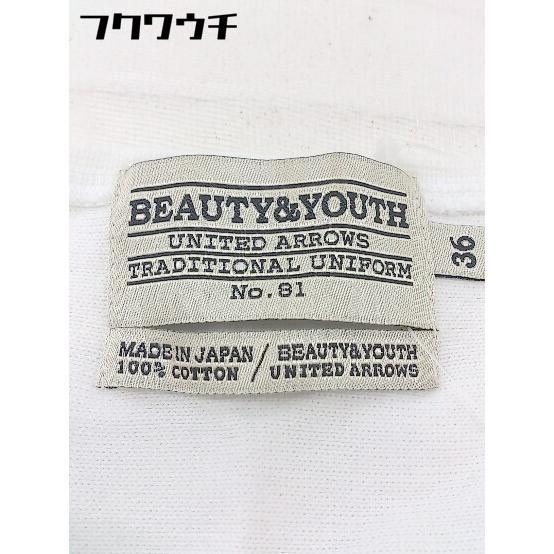 フクワウチ
BEAUTY&YOUTH
UNITED ARROWS
TRADITIONAL UNIFORM
No.81
36
MADE IN JAPAN / BEAUTY&YOUTH
100% COTTON / UNITED ARROWS